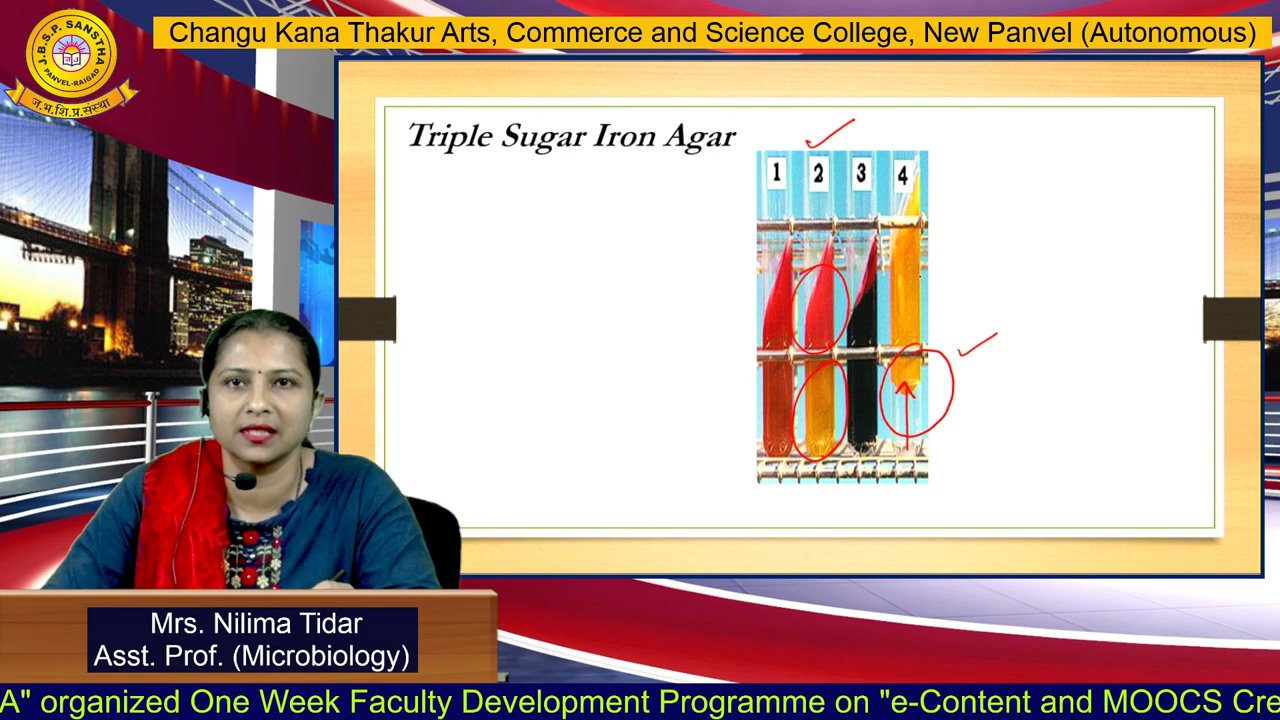 Changu Kana Thakur Arts, Commerce and Science College, New Panvel (Autonomous)
J.B.S.P. SANSTHA
PANVEL-RAIGAD
ज.भ.शि.प्र.संस्था
Triple Sugar Iron Agar
1 2 3 4
Mrs. Nilima Tidar
Asst. Prof. (Microbiology)
A" organized One Week Faculty Development Programme on "e-Content and MOOCS Cre